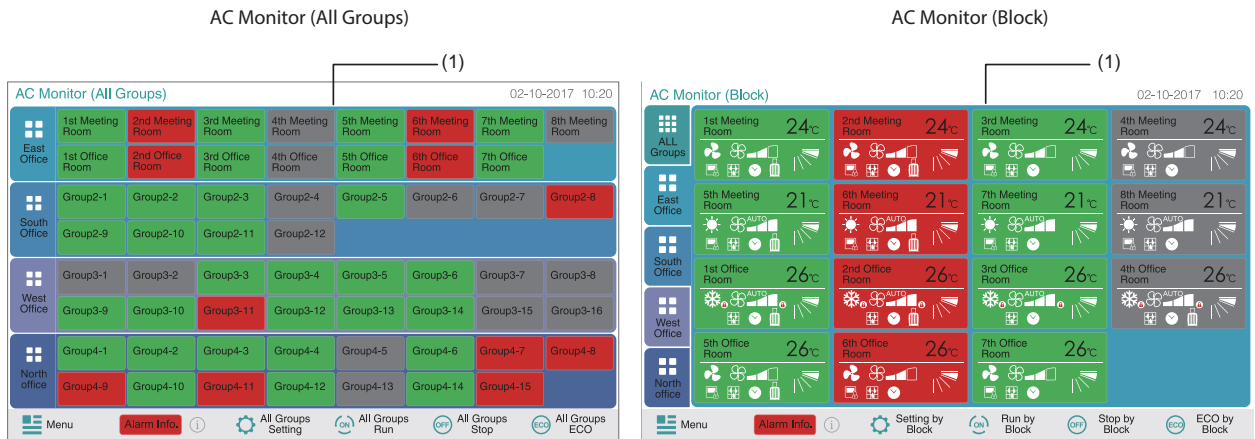 AC Monitor (All Groups)
(1)
AC Monitor (All Groups) 02-10-2017 10:20
East Office
1st Meeting Room 2nd Meeting Room 3rd Meeting Room 4th Meeting Room 5th Meeting Room 6th Meeting Room 7th Meeting Room 8th Meeting Room
1st Office Room 2nd Office Room 3rd Office Room 4th Office Room 5th Office Room 6th Office Room 7th Office Room
South Office
Group2-1 Group2-2 Group2-3 Group2-4 Group2-5 Group2-6 Group2-7 Group2-8
Group2-9 Group2-10 Group2-11 Group2-12
West Office
Group3-1 Group3-2 Group3-3 Group3-4 Group3-5 Group3-6 Group3-7 Group3-8
Group3-9 Group3-10 Group3-11 Group3-12 Group3-13 Group3-14 Group3-15 Group3-16
North office
Group4-1 Group4-2 Group4-3 Group4-4 Group4-5 Group4-6 Group4-7 Group4-8
Group4-9 Group4-10 Group4-11 Group4-12 Group4-13 Group4-14 Group4-15
Menu Alarm Info. i All Groups Setting ON All Groups Run OFF All Groups Stop ECO All Groups ECO
AC Monitor (Block)
(1)
AC Monitor (Block) 02-10-2017 10:20
ALL Groups
East Office
South Office
West Office
North office
1st Meeting Room 24℃ 2nd Meeting Room 24℃ 3rd Meeting Room 24℃ 4th Meeting Room 24℃
5th Meeting Room 21℃ 6th Meeting Room 21℃ 7th Meeting Room 21℃ 8th Meeting Room 21℃
AUTO AUTO AUTO AUTO
1st Office Room 26℃ 2nd Office Room 26℃ 3rd Office Room 26℃ 4th Office Room 26℃
AUTO AUTO AUTO AUTO
5th Office Room 26℃ 6th Office Room 26℃ 7th Office Room 26℃
Menu Alarm Info. i Setting by Block ON Run by Block OFF Stop by Block ECO ECO by Block